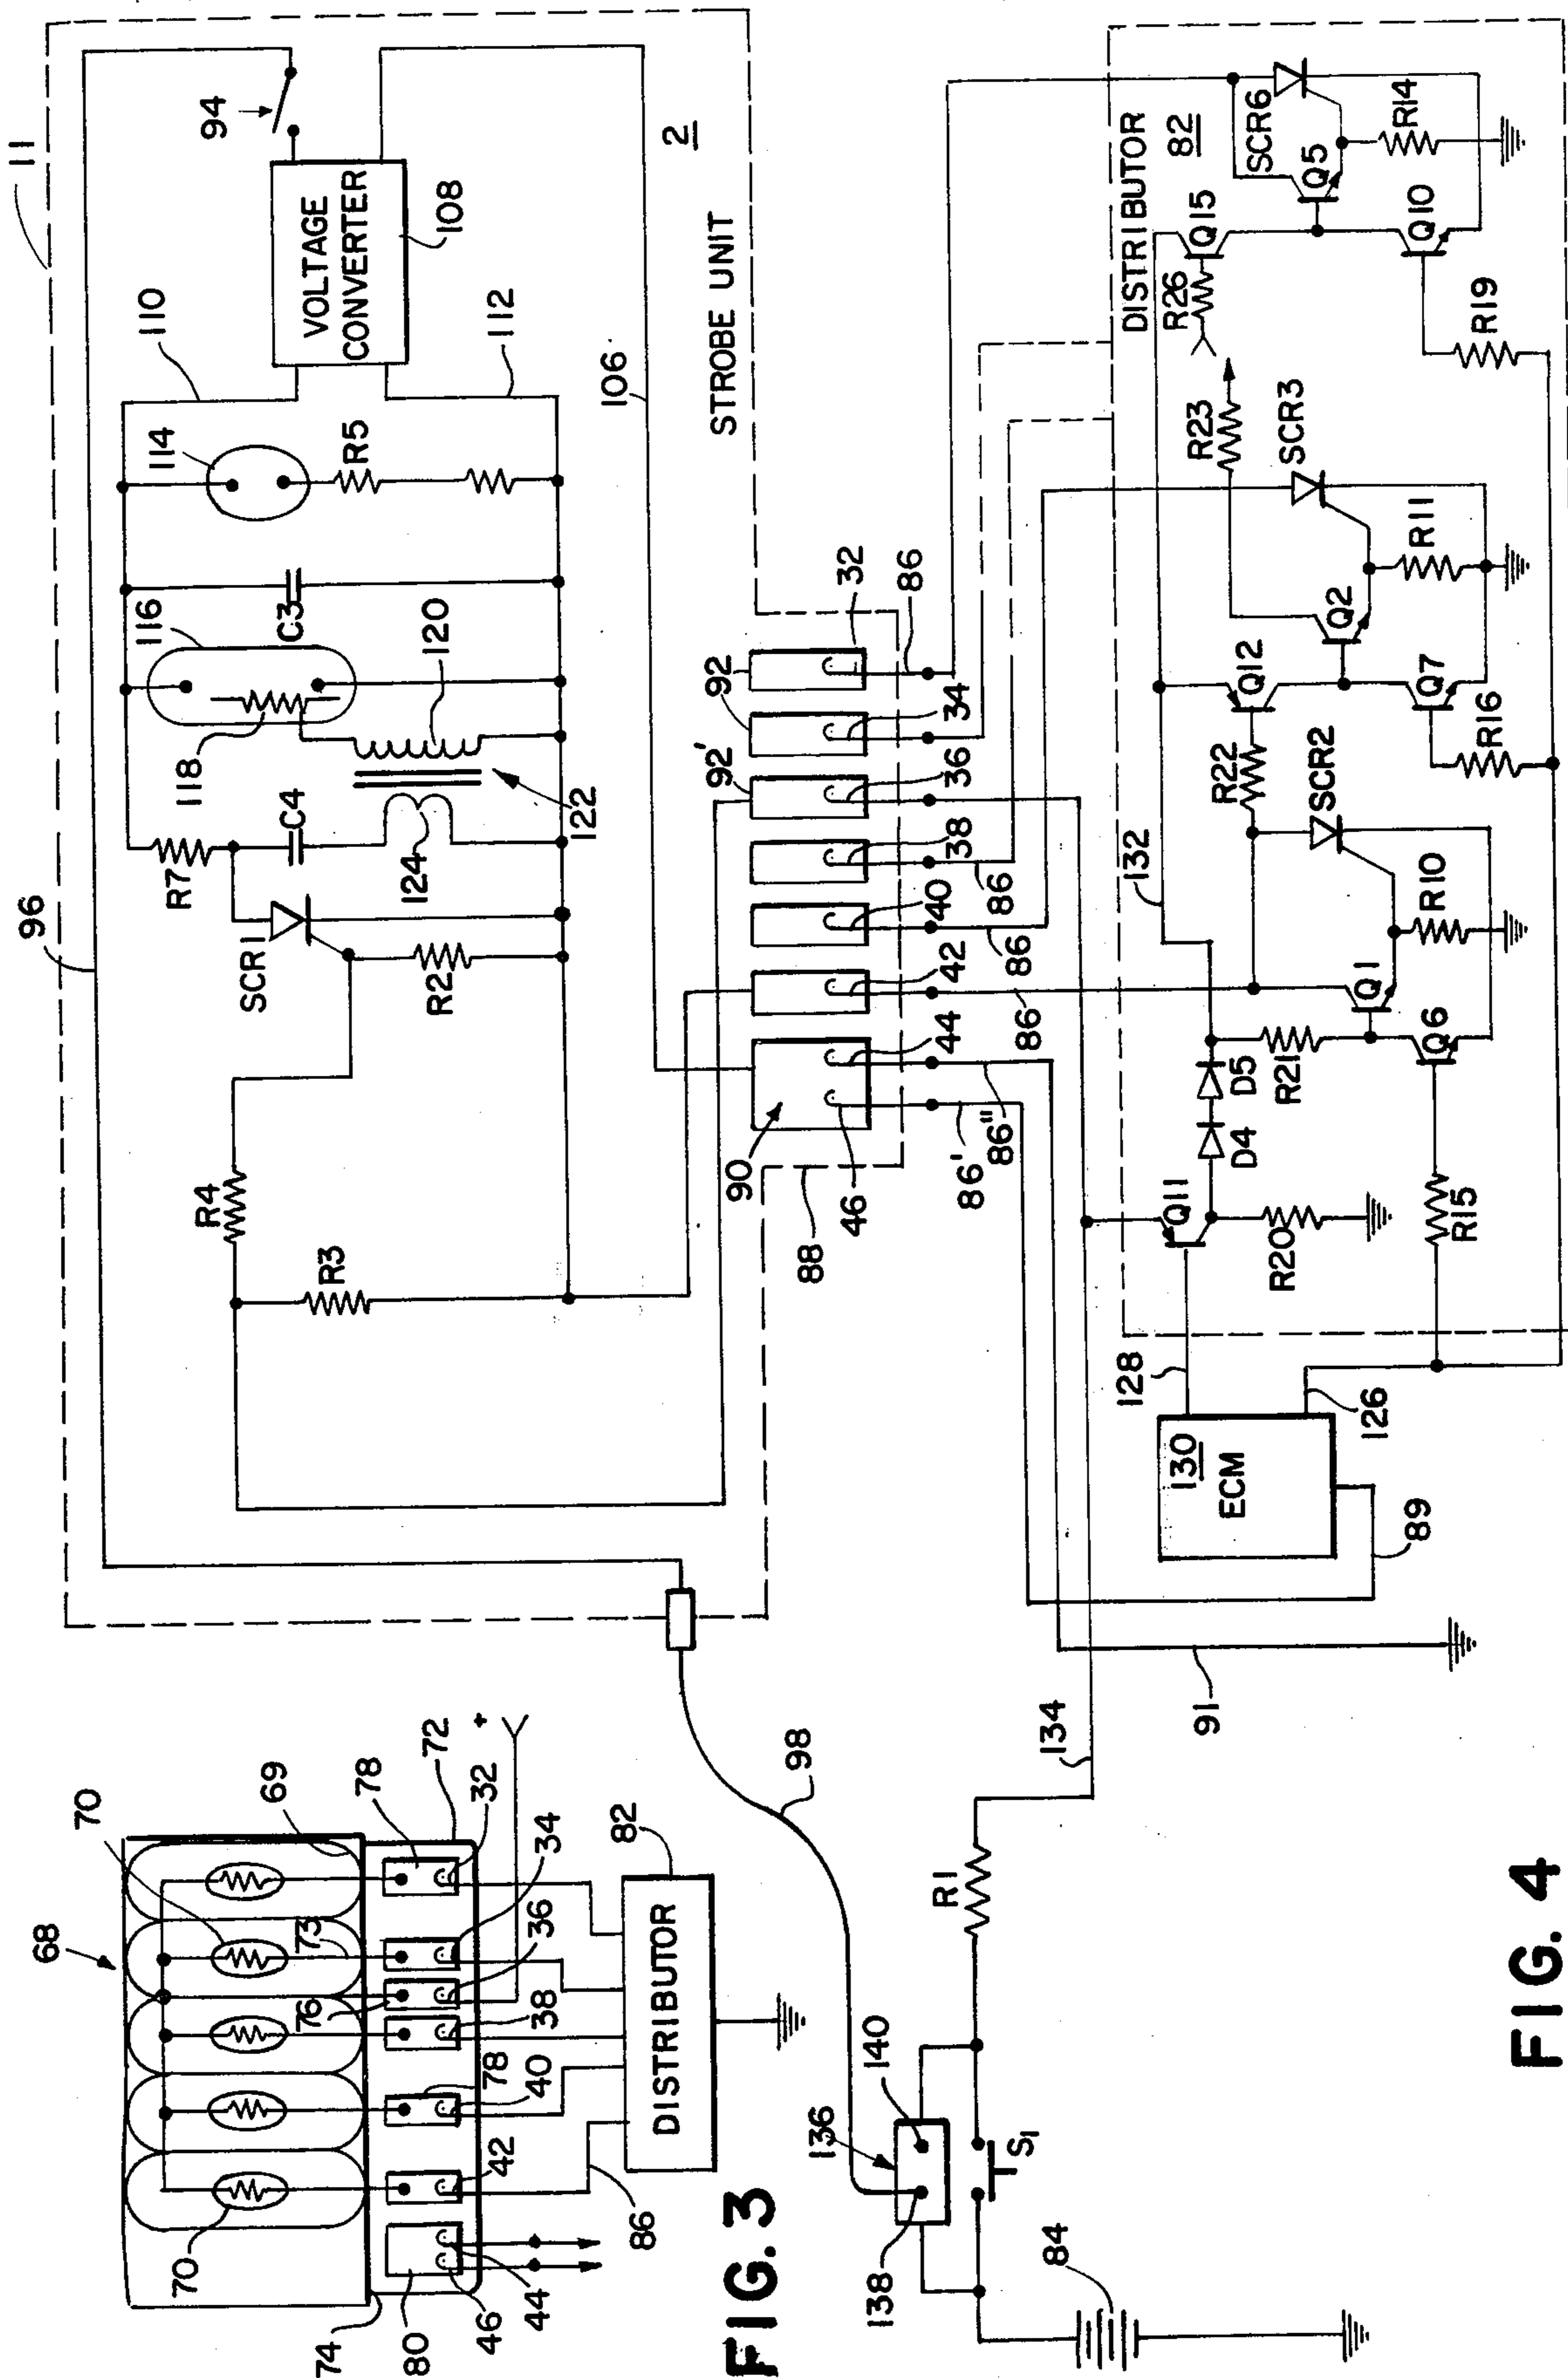 11
96
94
110
VOLTAGE
CONVERTER
108
114
R5
112
116
C3
118
120
122
C4
124
R7
SCR1
R2
R4
R3
106
2
STROBE UNIT
92
92'
32
34
36
38
40
42
44
46
90
88
86
86
86
86
86"
86'
98
DISTRIBUTOR
82
SCR6
Q5
R14
Q15
R26
Q10
R19
R23
SCR3
Q2
R11
Q12
Q7
R16
R22
SCR2
132
Q1
R10
Q6
D5
D4
R21
Q11
R20
R15
128
130
ECM
126
89
91
134
R1
136
138
140
S1
84
FIG. 4
68
70
69
78
72
+
73
76
32
34
36
38
78
40
42
70
74
80
46
44
86
82
DISTRIBUTOR
FIG. 3